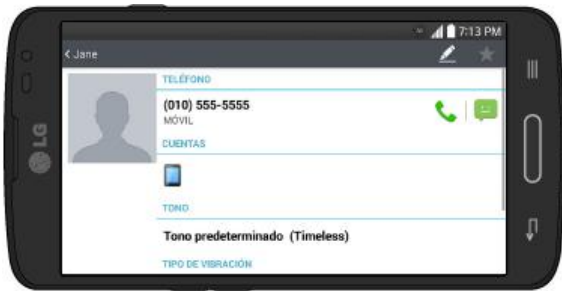 7:13 PM
< Jane
TELÉFONO
(010) 555-5555
MÓVIL
CUENTAS
TONO
Tono predeterminado (Timeless)
TIPO DE VIBRACIÓN
LG